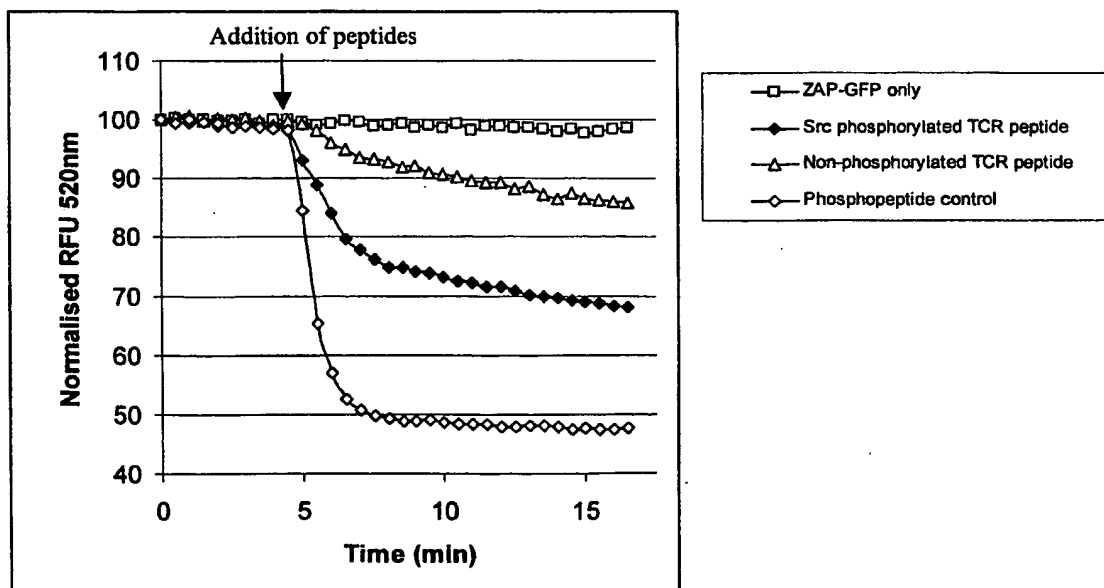 Addition of peptides
110
100
90
80
70
60
50
40
Normalised RFU 520nm
0
5
10
15
Time (min)
ZAP-GFP only
Src phosphorylated TCR peptide
Non-phosphorylated TCR peptide
Phosphopeptide control